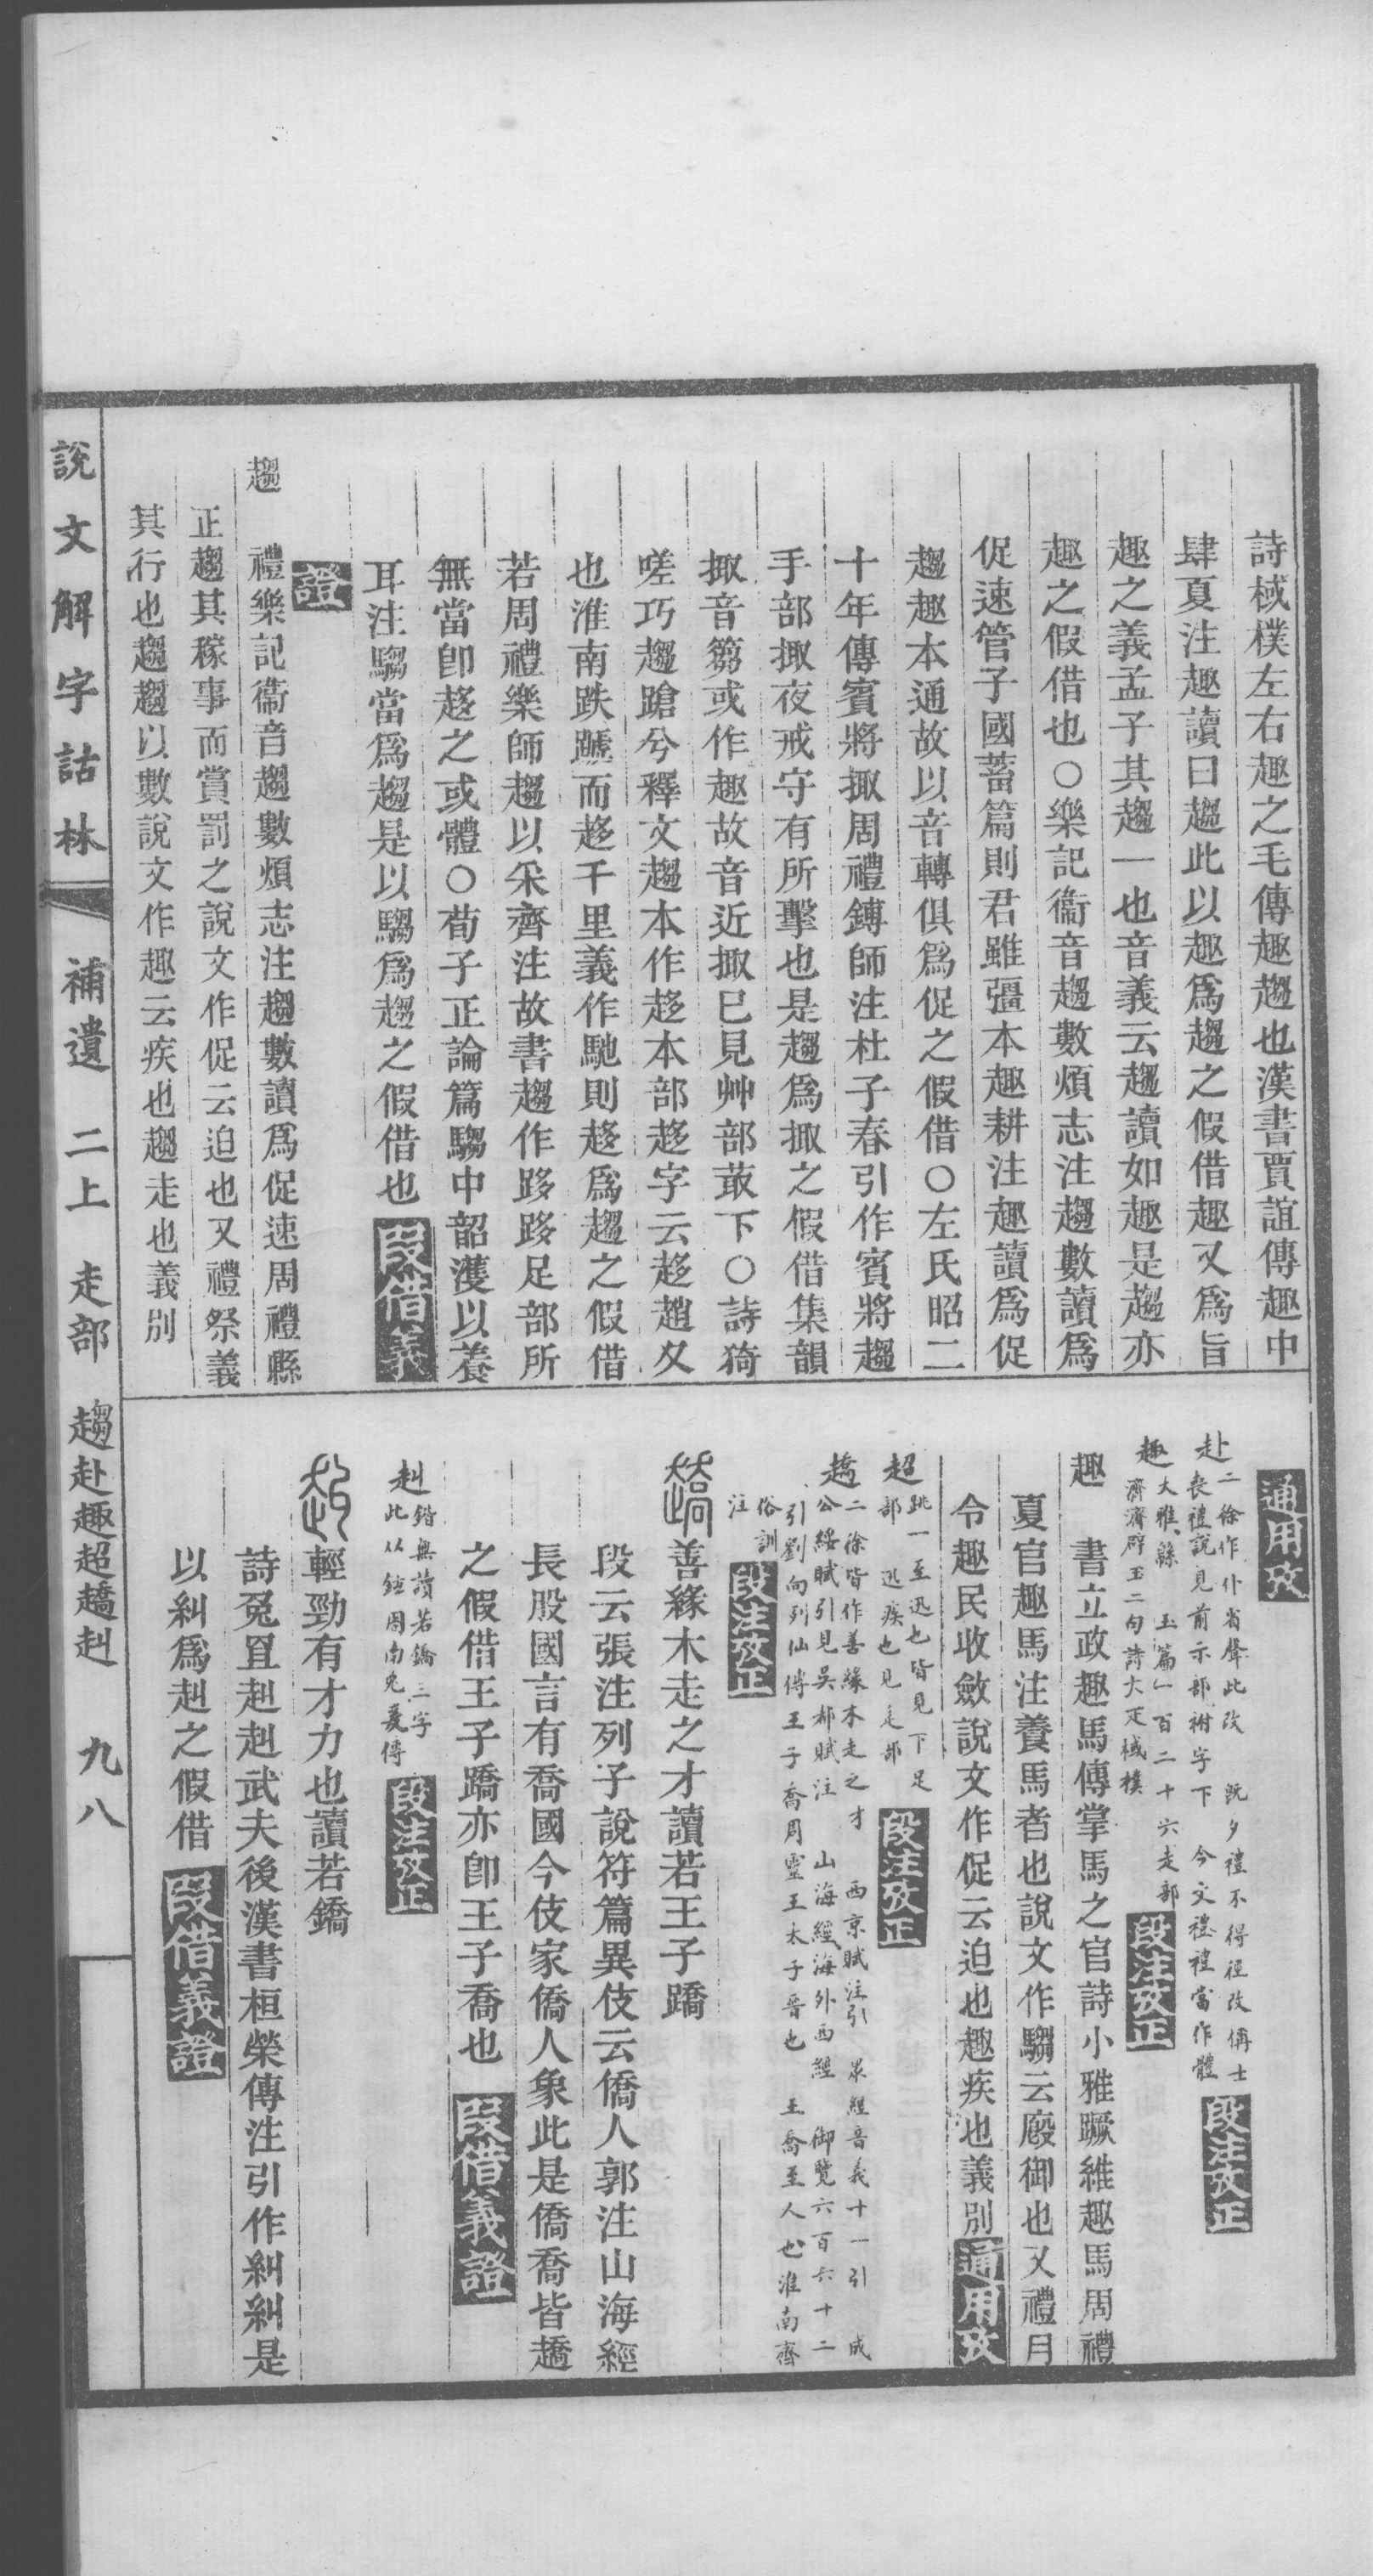 詩棫樸左右趣之毛傳趣趨也漢書賈誼傳趣中
肆夏注趣讀曰趨此以趣爲趨之假借趣又爲旨
趣之義孟子其趨一也音義云趨讀如趣是趨亦
趣之假借也○樂記衞音趨數煩志注趨數讀爲
促速管子國蓄篇則君雖彊本趣耕注趣讀爲促
趨趣本通故以音轉俱爲促之假借○左氏昭二
十年傳賓將掫周禮鎛師注杜子春引作賓將趨
手部掫夜戒守有所擊也是趨爲掫之假借集韻
掫音篘或作趣故音近掫巳見艸部菆下○詩猗
嗟巧趨蹌兮釋文趨本作趍本部趍字云趍趙夊
也淮南趹躆而趍千里義作馳則趍爲趨之假借
若周禮樂師趨以采齊注故書趨作跢跢足部所
無當卽趍之或體○荀子正論篇騶中韶濩以養
耳注騶當爲趨是以騶爲趨之假借也 叚借義
證
趨 禮樂記衞音趨數煩志注趨數讀爲促速周禮縣
正趨其稼事而賞罰之說文作促云迫也又禮祭義
其行也趨趨以數說文作趣云疾也趨走也義別
通用攷
赴 二徐作仆省聲此改 旣夕禮不得徑改傳士
喪禮說見前示部祔字下 今文禮禮當作體 段注攷正
趣 大雅緜 玉篇一百二十六走部
濟濟辟王二句詩大疋棫樸 段注攷正
趣 書立政趣馬傳掌馬之官詩小雅蹶維趣馬周禮
夏官趣馬注養馬者也說文作騶云廏御也又禮月
令趣民收斂說文作促云迫也趣疾也義別 通用攷
超 跳一至迅也皆見下足
部 迅疾也見辵部 段注攷正
趫 二徐皆作善緣木走之才 西京賦注引 眾經音義十一引 成
公綏賦引見吳都賦注 山海經海外西經 御覽六百六十二
引劉向列仙傳王子喬周靈王太子晉也 王喬至人也淮南齊
俗訓
注 段注攷正
趫 善緣木走之才讀若王子蹻
段云張注列子說符篇異伎云僑人郭注山海經
長股國言有喬國今伎家僑人象此是僑喬皆趫
之假借王子蹻亦卽王子喬也 叚借義證
赳 鍇無讀若鐈三字
此以鉉周南兔罝傳 段注攷正
赳 輕勁有才力也讀若鐈
詩兔罝赳赳武夫後漢書桓榮傳注引作糾糾是
以糾爲赳之假借 叚借義證
說文解字詁林 補遺 二上 走部 趨赴趣超趫赳 九八